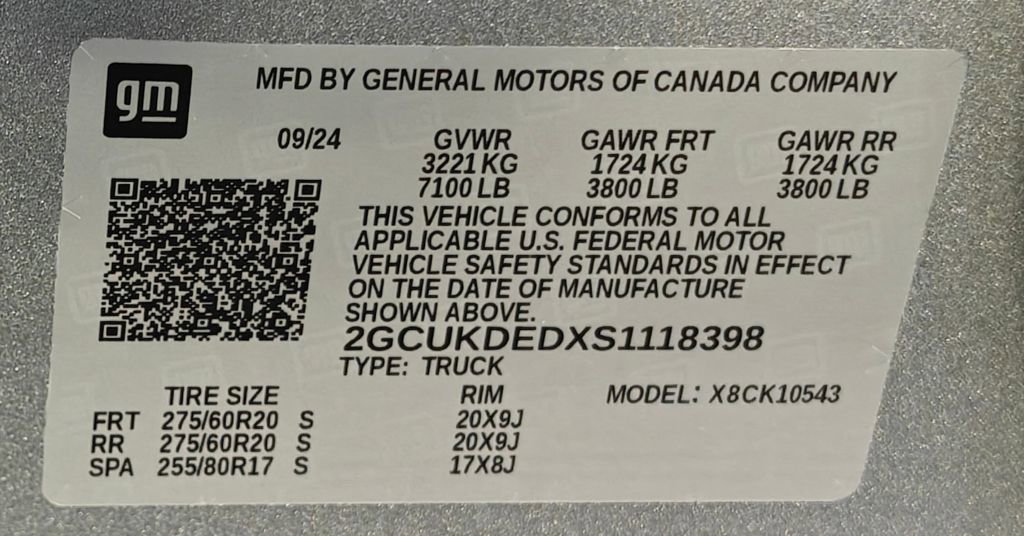 gm
MFD BY GENERAL MOTORS OF CANADA COMPANY
09/24 GVWR GAWR FRT GAWR RR
3221 KG 1724 KG 1724 KG
7100 LB 3800 LB 3800 LB
THIS VEHICLE CONFORMS TO ALL
APPLICABLE U.S. FEDERAL MOTOR
VEHICLE SAFETY STANDARDS IN EFFECT
ON THE DATE OF MANUFACTURE
SHOWN ABOVE.
2GCUKDEDXS1118398
TYPE: TRUCK
TIRE SIZE RIM MODEL: X8CK10543
FRT 275/60R20 S 20X9J
RR 275/60R20 S 20X9J
SPA 255/80R17 S 17X8J